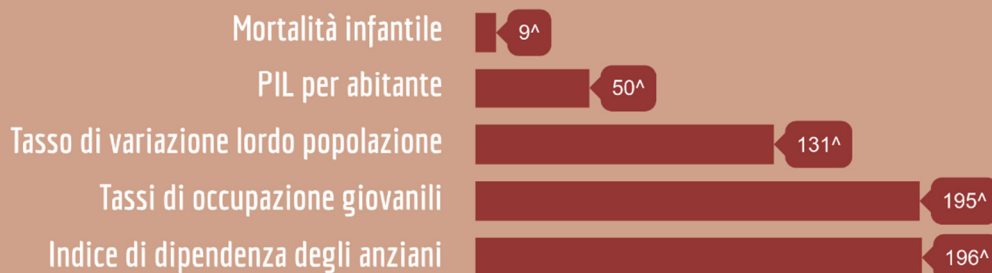 Mortalità infantile 9^
PIL per abitante 50^
Tasso di variazione lordo popolazione 131^
Tassi di occupazione giovanili 195^
Indice di dipendenza degli anziani 196^